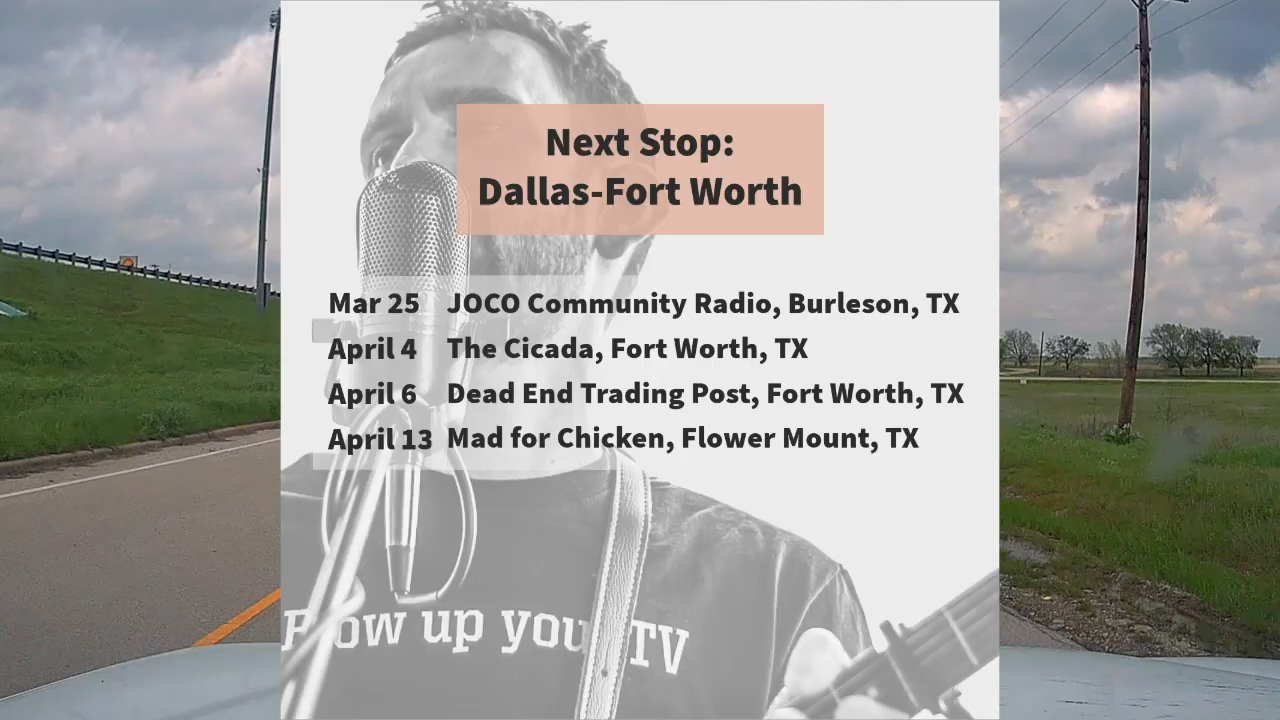 Next Stop:
Dallas-Fort Worth
Mar 25 JOCO Community Radio, Burleson, TX
April 4 The Cicada, Fort Worth, TX
April 6 Dead End Trading Post, Fort Worth, TX
April 13 Mad for Chicken, Flower Mount, TX
up you TV